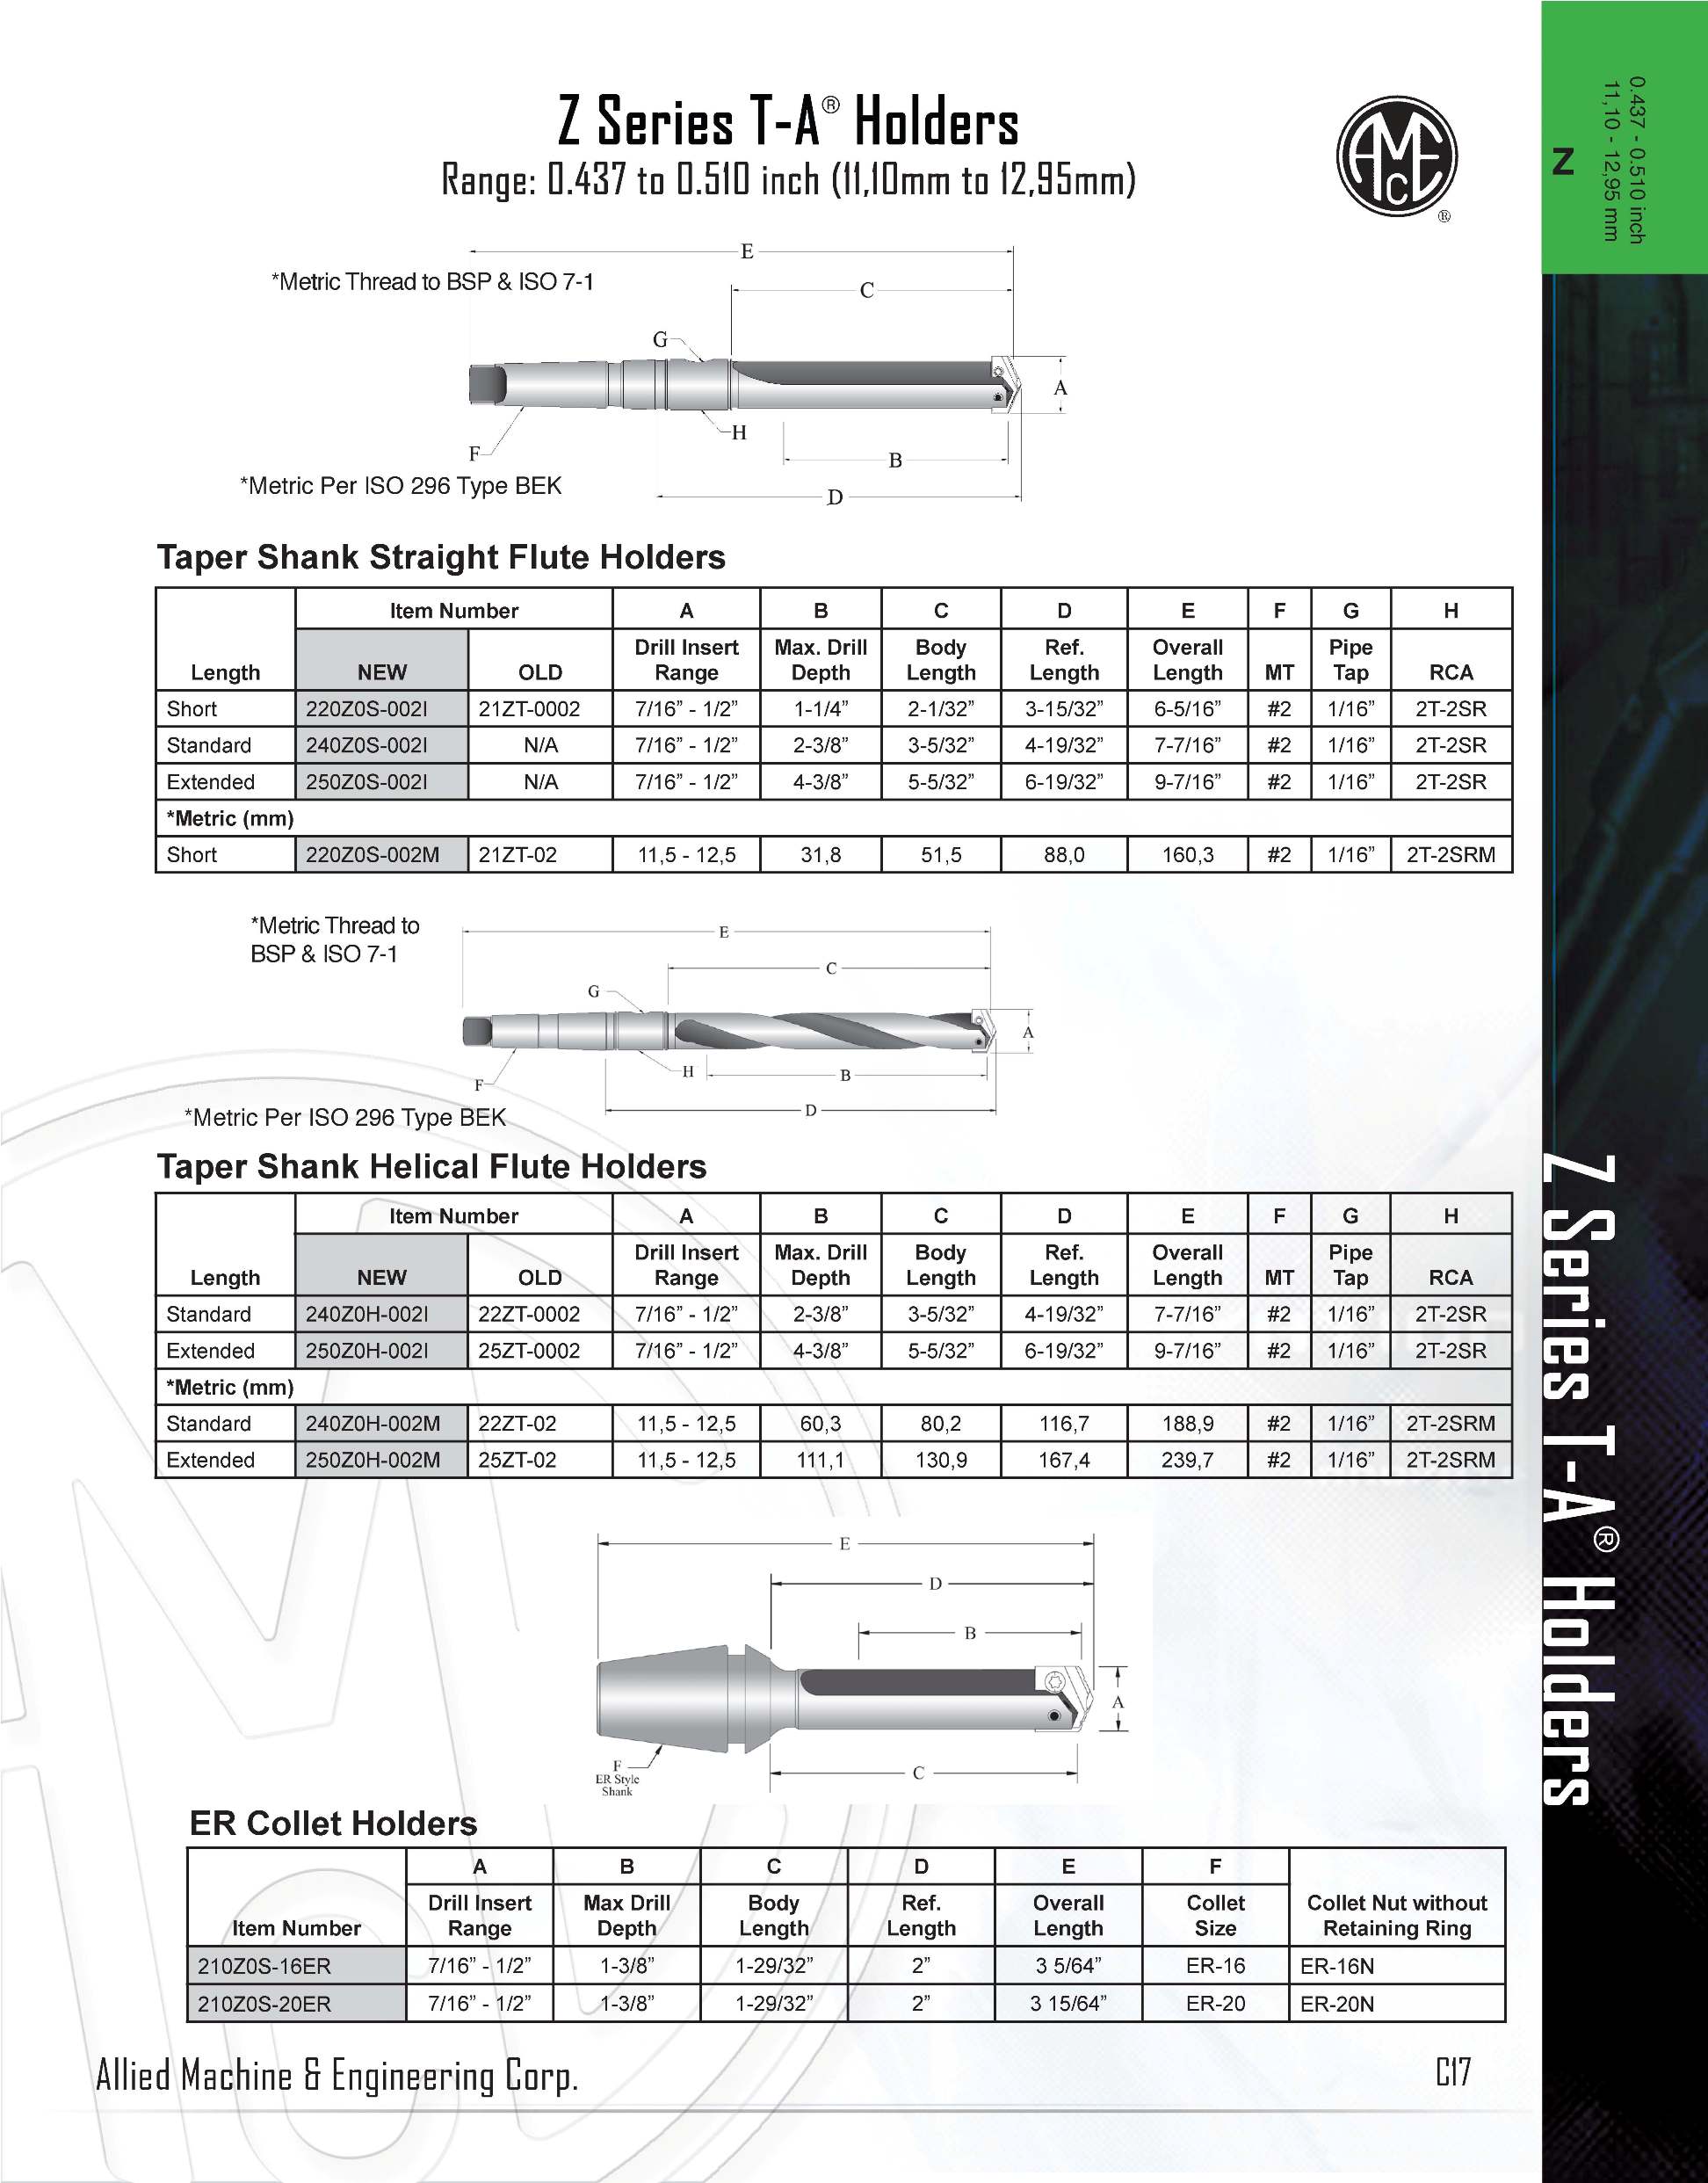 Z Series T-A® Holders
Range: 0.437 to 0.510 inch (11,10mm to 12,95mm)
AMEC
®
Z
0.437 - 0.510 inch
11,10 - 12,95 mm
E
*Metric Thread to BSP & ISO 7-1
C
G
A
H
F
B
*Metric Per ISO 296 Type BEK
D
Taper Shank Straight Flute Holders
Item Number A B C D E F G H
Drill Insert Max. Drill Body Ref. Overall Pipe
Length NEW OLD Range Depth Length Length Length MT Tap RCA
Short 220Z0S-002I 21ZT-0002 7/16” - 1/2” 1-1/4” 2-1/32” 3-15/32” 6-5/16” #2 1/16” 2T-2SR
Standard 240Z0S-002I N/A 7/16” - 1/2” 2-3/8” 3-5/32” 4-19/32” 7-7/16” #2 1/16” 2T-2SR
Extended 250Z0S-002I N/A 7/16” - 1/2” 4-3/8” 5-5/32” 6-19/32” 9-7/16” #2 1/16” 2T-2SR
*Metric (mm)
Short 220Z0S-002M 21ZT-02 11,5 - 12,5 31,8 51,5 88,0 160,3 #2 1/16” 2T-2SRM
*Metric Thread to
BSP & ISO 7-1
E
C
G
A
H
B
F
D
*Metric Per ISO 296 Type BEK
Taper Shank Helical Flute Holders
Item Number A B C D E F G H
Drill Insert Max. Drill Body Ref. Overall Pipe
Length NEW OLD Range Depth Length Length Length MT Tap RCA
Standard 240Z0H-002I 22ZT-0002 7/16” - 1/2” 2-3/8” 3-5/32” 4-19/32” 7-7/16” #2 1/16” 2T-2SR
Extended 250Z0H-002I 25ZT-0002 7/16” - 1/2” 4-3/8” 5-5/32” 6-19/32” 9-7/16” #2 1/16” 2T-2SR
*Metric (mm)
Standard 240Z0H-002M 22ZT-02 11,5 - 12,5 60,3 80,2 116,7 188,9 #2 1/16” 2T-2SRM
Extended 250Z0H-002M 25ZT-02 11,5 - 12,5 111,1 130,9 167,4 239,7 #2 1/16” 2T-2SRM
E
D
B
A
F
ER Style
Shank
C
ER Collet Holders
A B C D E F
Drill Insert Max Drill Body Ref. Overall Collet Collet Nut without
Item Number Range Depth Length Length Length Size Retaining Ring
210Z0S-16ER 7/16” - 1/2” 1-3/8” 1-29/32” 2” 3 5/64” ER-16 ER-16N
210Z0S-20ER 7/16” - 1/2” 1-3/8” 1-29/32” 2” 3 15/64” ER-20 ER-20N
Z Series T-A® Holders
Allied Machine & Engineering Corp.
C17